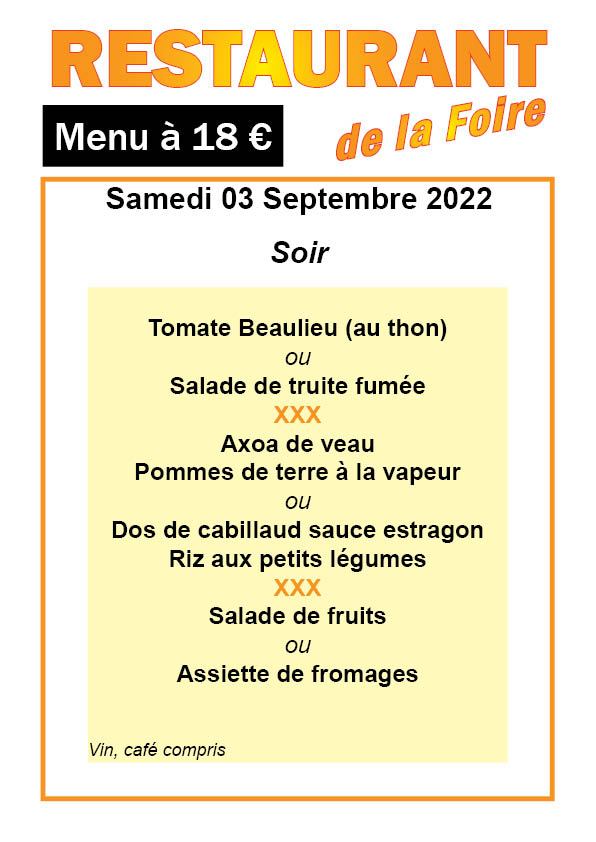 RESTAURANT
de la Foire
Menu à 18 €
Samedi 03 Septembre 2022
Soir
Tomate Beaulieu (au thon)
ou
Salade de truite fumée
XXX
Axoa de veau
Pommes de terre à la vapeur
ou
Dos de cabillaud sauce estragon
Riz aux petits légumes
XXX
Salade de fruits
ou
Assiette de fromages
Vin, café compris